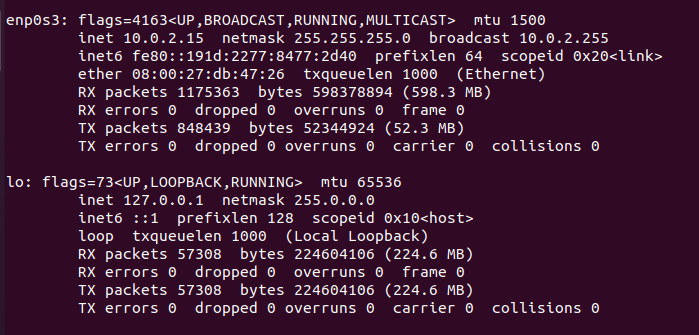 enp0s3: flags=4163<UP,BROADCAST,RUNNING,MULTICAST>  mtu 1500
        inet 10.0.2.15  netmask 255.255.255.0  broadcast 10.0.2.255
        inet6 fe80::191d:2277:8477:2d40  prefixlen 64  scopeid 0x20<link>
        ether 08:00:27:db:47:26  txqueuelen 1000  (Ethernet)
        RX packets 1175363  bytes 598378894 (598.3 MB)
        RX errors 0  dropped 0  overruns 0  frame 0
        TX packets 848439  bytes 52344924 (52.3 MB)
        TX errors 0  dropped 0 overruns 0  carrier 0  collisions 0

lo: flags=73<UP,LOOPBACK,RUNNING>  mtu 65536
        inet 127.0.0.1  netmask 255.0.0.0
        inet6 ::1  prefixlen 128  scopeid 0x10<host>
        loop  txqueuelen 1000  (Local Loopback)
        RX packets 57308  bytes 224604106 (224.6 MB)
        RX errors 0  dropped 0  overruns 0  frame 0
        TX packets 57308  bytes 224604106 (224.6 MB)
        TX errors 0  dropped 0 overruns 0  carrier 0  collisions 0